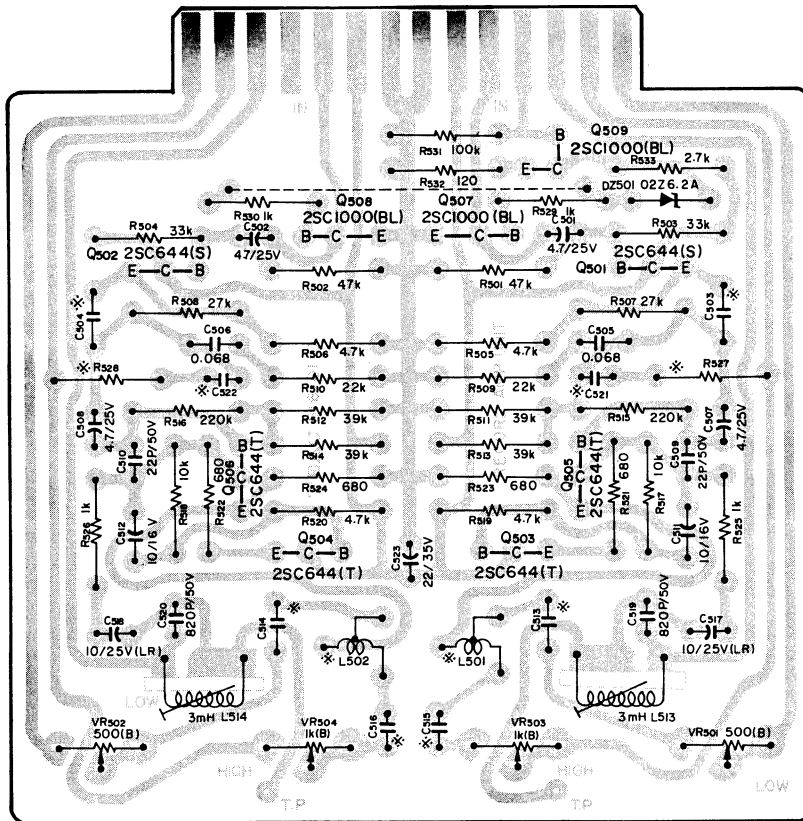 IN IN
R531 100k
R532 120
B Q509
2SC1000(BL)
E C
R533 2.7k
DZ501 02Z6.2A
R530 1k
C502
47/25V
Q508
2SC1000(BL)
B-C-E
Q507
2SC1000(BL)
E-C-B
R529 1k
C501
4.7/25V
R504 33k
Q502 2SC644(S)
E-C-B
R503 33k
2SC644(S)
Q501 B-C-E
R502 47k
R501 47k
※ C504
R508 27k
R507 27k
C503 ※
C506
0.068
R506 4.7k
R505 4.7k
C505
0.068
※ R528
※ C522
R510 22k
R509 22k
※ C521
※ R527
C508
4.7/25V
R516 220k
R512 39k
R511 39k
R515 220k
C507
4.7/25V
C510
22P/50V
R518 10k
R522 680
Q506 B-C-E
2SC644(T)
R514 39k
R513 39k
Q505 B-C-E
2SC644(T)
R521 680
R517 10k
C509
22P/50V
R524 680
R523 680
R526 1k
C512
10/16V
R520 4.7k
R519 4.7k
C511
10/16V
R525 1k
E-C-B
Q504
2SC644(T)
C523
22/35V
B-C-E
Q503
2SC644(T)
C518
10/25V(LR)
C520
820P/50V
C514 ※
※ L502
※ L501
C513 ※
C519
820P/50V
C517
10/25V(LR)
LOW
3mH L514
3mH L513
VR502
500(B)
VR504
1k(B)
C516 ※
C515 ※
VR503
1k(B)
VR501 500(B)
HIGH HIGH
LOW
T.P T.P